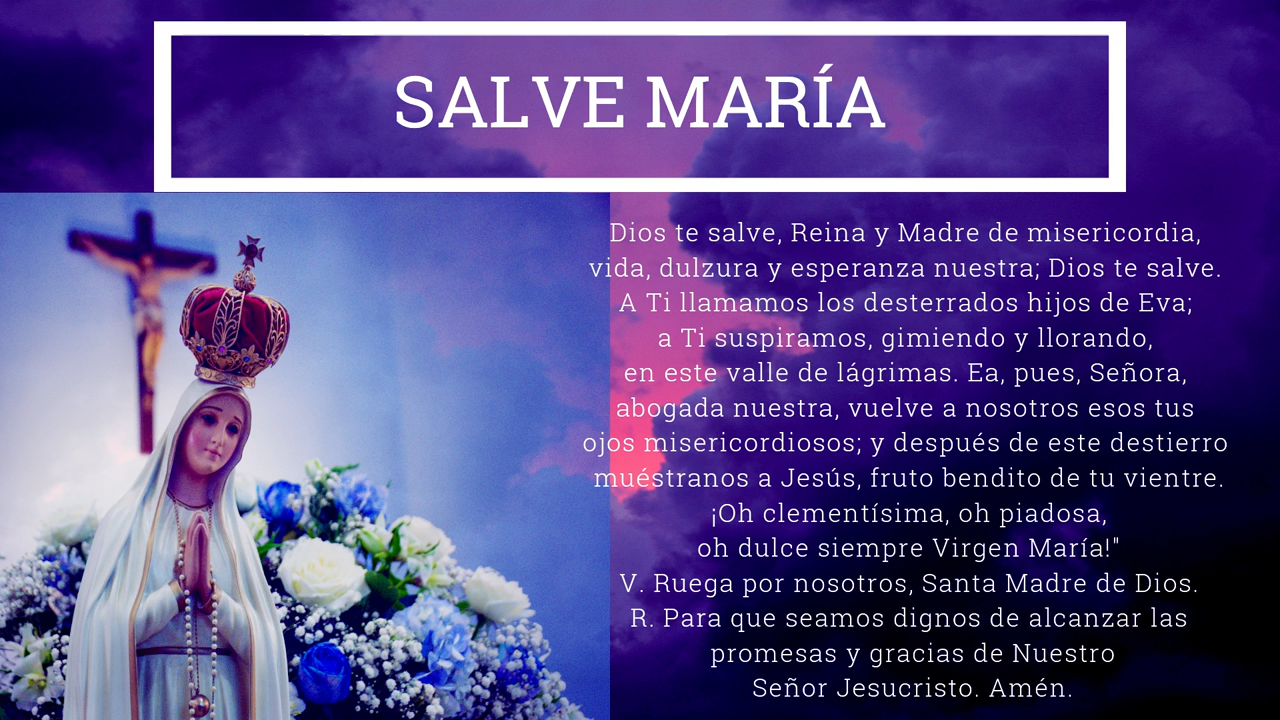 SALVE MARÍA
Dios te salve, Reina y Madre de misericordia,
vida, dulzura y esperanza nuestra; Dios te salve.
A Ti llamamos los desterrados hijos de Eva;
a Ti suspiramos, gimiendo y llorando,
en este valle de lágrimas. Ea, pues, Señora,
abogada nuestra, vuelve a nosotros esos tus
ojos misericordiosos; y después de este destierro
muéstranos a Jesús, fruto bendito de tu vientre.
¡Oh clementísima, oh piadosa,
oh dulce siempre Virgen María!"
V. Ruega por nosotros, Santa Madre de Dios.
R. Para que seamos dignos de alcanzar las
promesas y gracias de Nuestro
Señor Jesucristo. Amén.